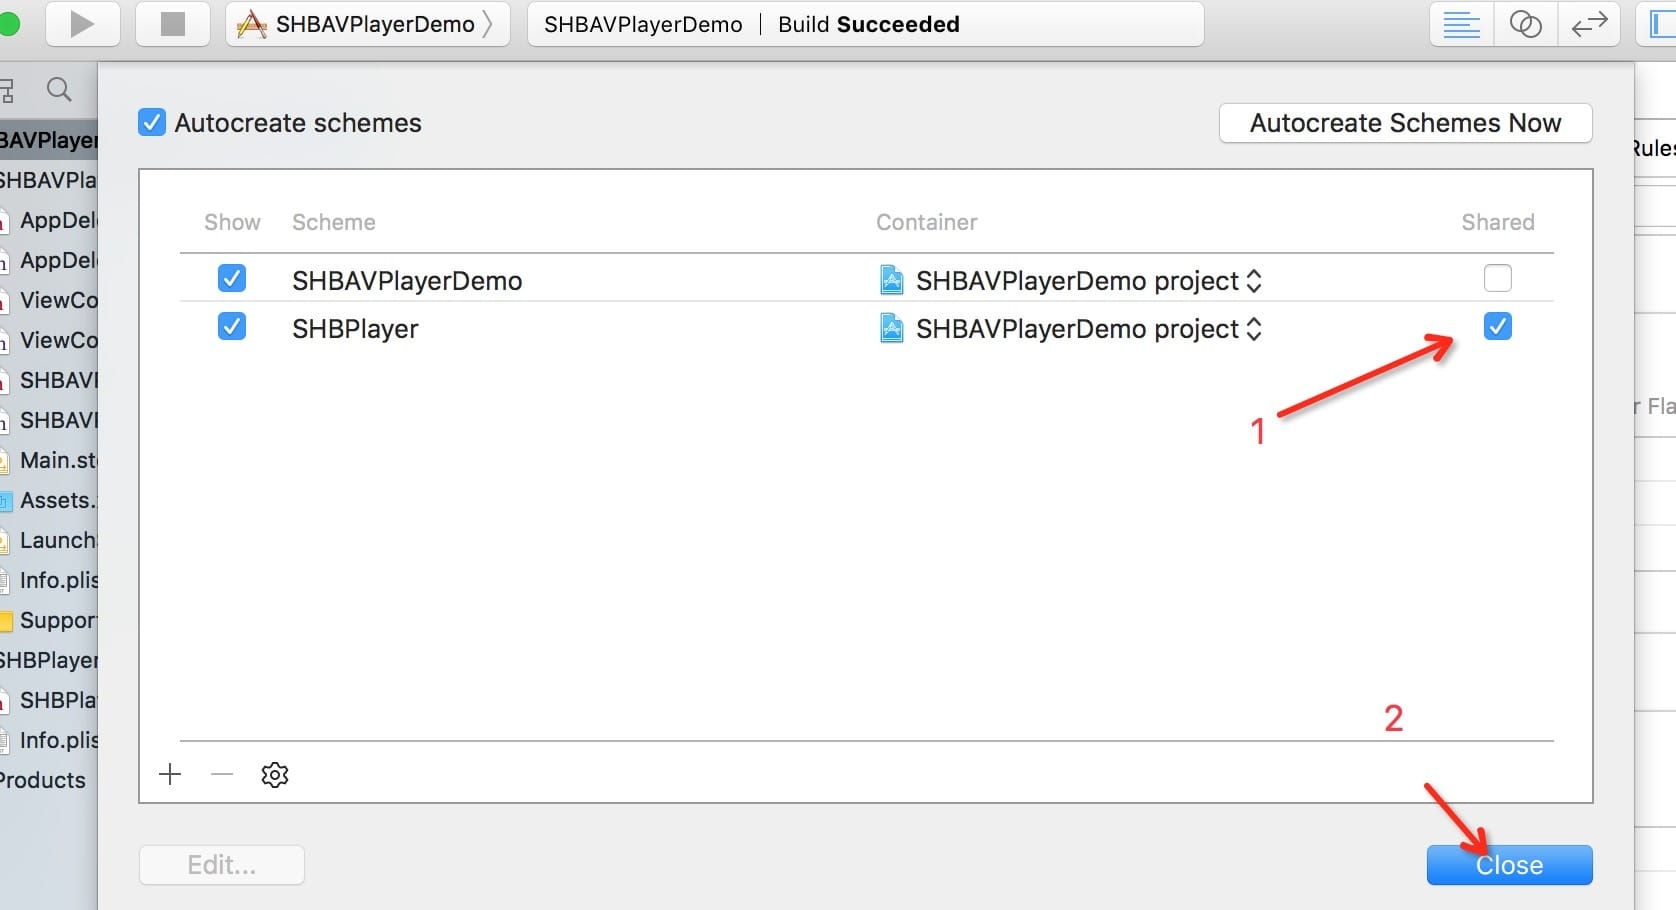 SHBAVPlayerDemo
SHBAVPlayerDemo | Build Succeeded
Autocreate schemes
Autocreate Schemes Now
Show Scheme Container Shared
SHBAVPlayerDemo SHBAVPlayerDemo project
SHBPlayer SHBAVPlayerDemo project
1
2
Edit...
Close
BAVPlayer
SHBAVPla
AppDel
AppDel
ViewCo
ViewCo
SHBAV
SHBAV
Main.st
Assets.
Launch
Info.plis
Suppor
SHBPlayer
SHBPla
Info.plis
Products
Rules
r Fla